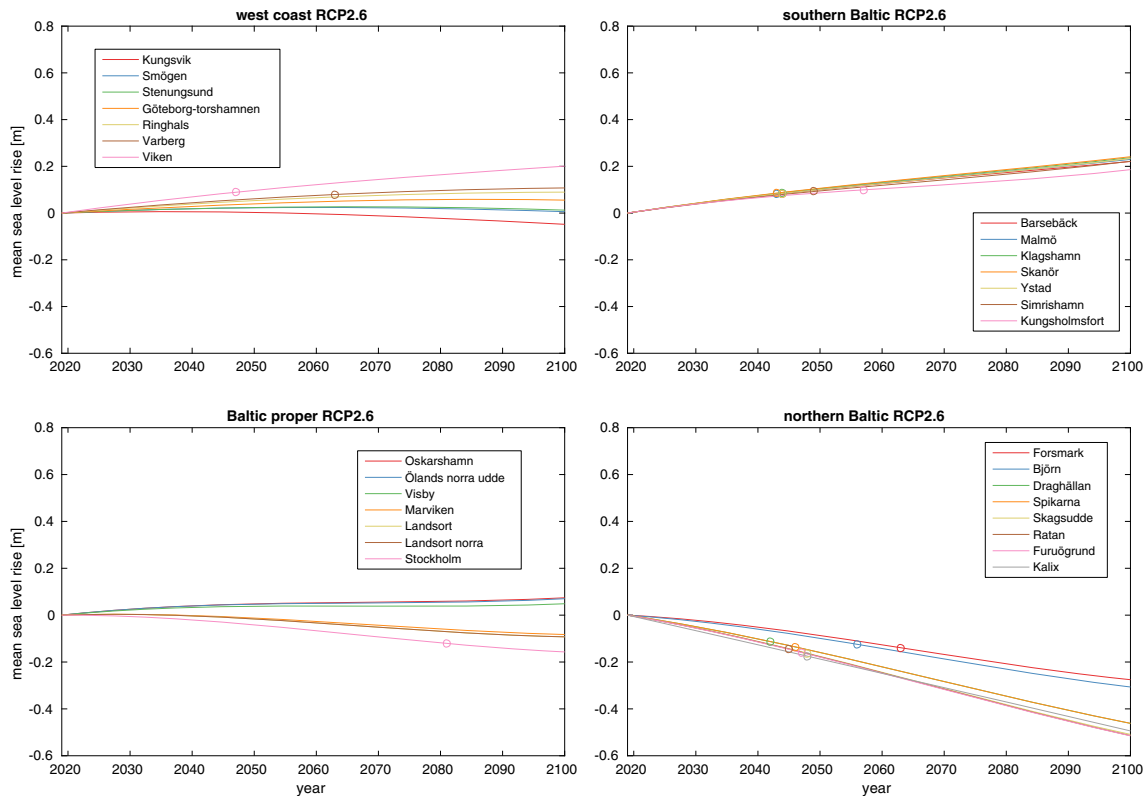 west coast RCP2.6
mean sea level rise [m]
0.8
0.6
0.4
0.2
0
-0.2
-0.4
-0.6
Kungsvik
Smögen
Stenungsund
Göteborg-torshamnen
Ringhals
Varberg
Viken
2020 2030 2040 2050 2060 2070 2080 2090 2100
southern Baltic RCP2.6
0.8
0.6
0.4
0.2
0
-0.2
-0.4
-0.6
Barsebäck
Malmö
Klagshamn
Skanör
Ystad
Simrishamn
Kungsholmsfort
2020 2030 2040 2050 2060 2070 2080 2090 2100
year
Baltic proper RCP2.6
mean sea level rise [m]
0.8
0.6
0.4
0.2
0
-0.2
-0.4
-0.6
Oskarshamn
Ölands norra udde
Visby
Marviken
Landsort
Landsort norra
Stockholm
2020 2030 2040 2050 2060 2070 2080 2090 2100
year
northern Baltic RCP2.6
0.8
0.6
0.4
0.2
0
-0.2
-0.4
-0.6
Forsmark
Björn
Draghällan
Spikarna
Skagsudde
Ratan
Furuögrund
Kalix
2020 2030 2040 2050 2060 2070 2080 2090 2100
year